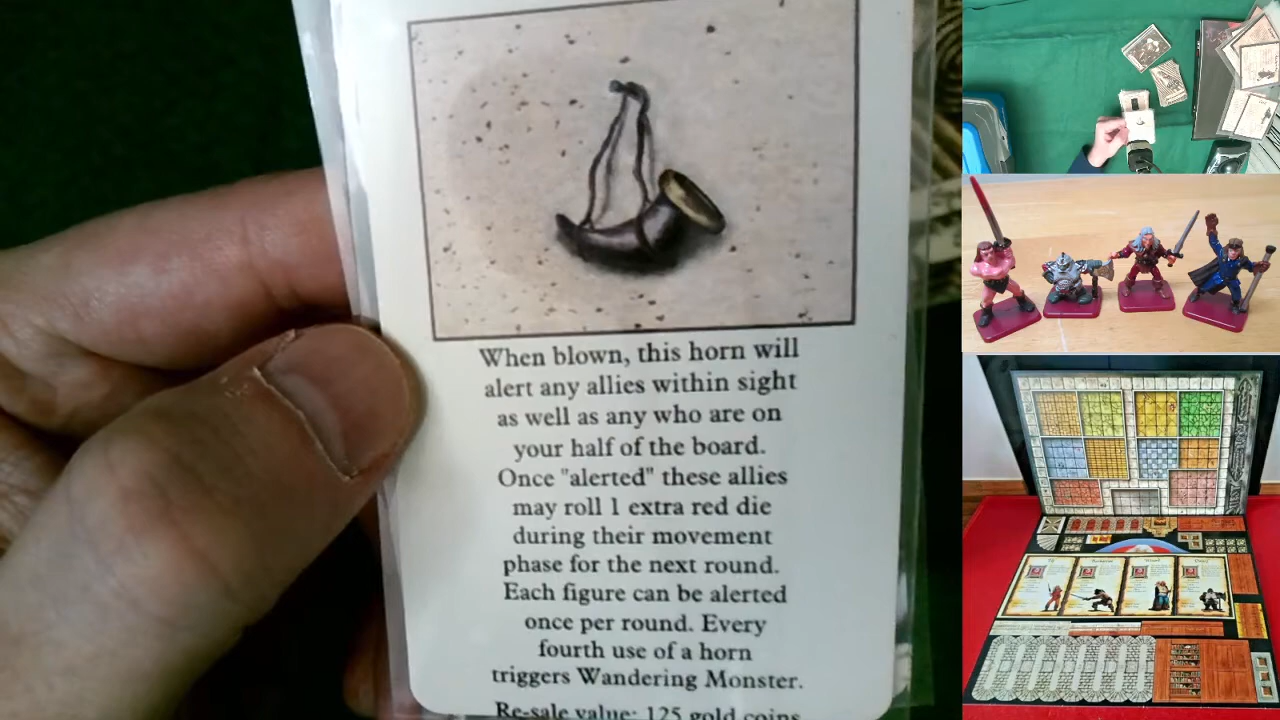 When blown, this horn will
alert any allies within sight
as well as any who are on
your half of the board.
Once "alerted" these allies
may roll 1 extra red die
during their movement
phase for the next round.
Each figure can be alerted
once per round. Every
fourth use of a horn
triggers Wandering Monster.
Re-sale value: 125 gold coins